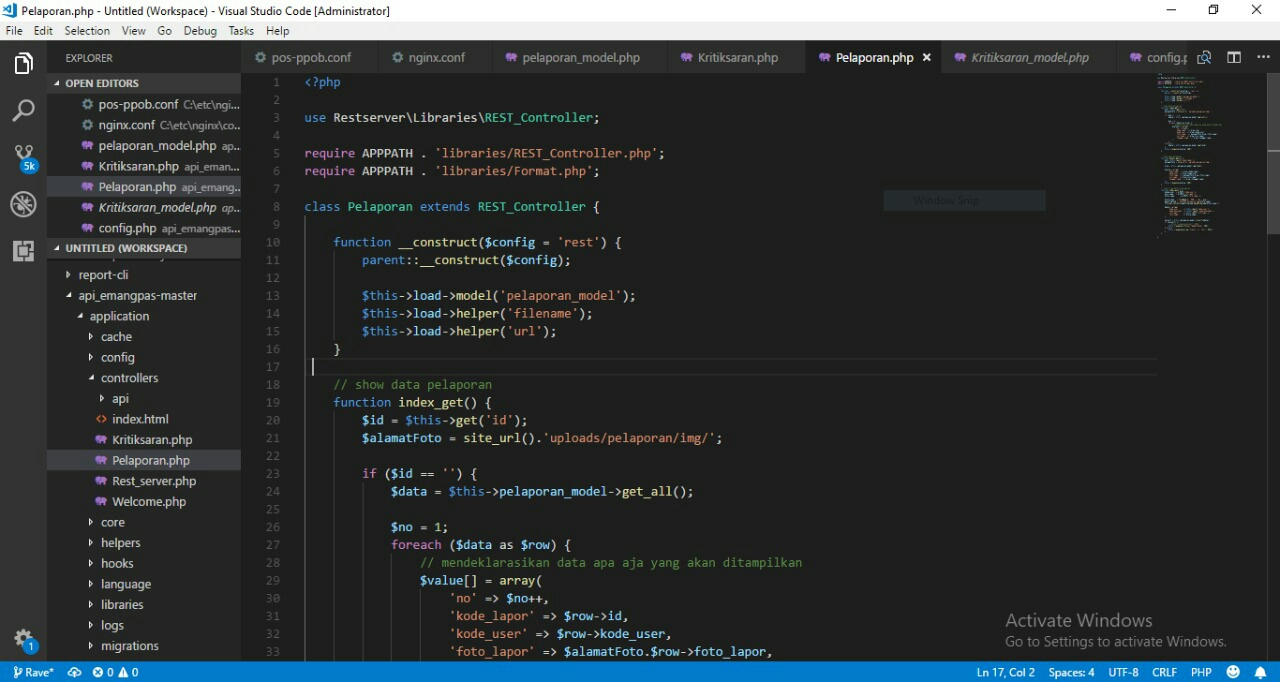 Pelaporan.php - Untitled (Workspace) - Visual Studio Code [Administrator]
File Edit Selection View Go Debug Tasks Help
EXPLORER
pos-ppob.conf nginx.conf pelaporan_model.php Kritiksaran.php Pelaporan.php × Kritiksaran_model.php config.p
OPEN EDITORS
pos-ppob.conf C:\etc\ngi...
nginx.conf C:\etc\nginx\co...
pelaporan_model.php ap...
Kritiksaran.php api_eman...
Pelaporan.php api_emang...
Kritiksaran_model.php ap...
config.php api_emangpas...
UNTITLED (WORKSPACE)
report-cli
api_emangpas-master
application
cache
config
controllers
api
index.html
Kritiksaran.php
Pelaporan.php
Rest_server.php
Welcome.php
core
helpers
hooks
language
libraries
logs
migrations
5k
1
1 <?php
2
3 use Restserver\Libraries\REST_Controller;
4
5 require APPPATH . 'libraries/REST_Controller.php';
6 require APPPATH . 'libraries/Format.php';
7
8 class Pelaporan extends REST_Controller {
9
10 function __construct($config = 'rest') {
11 parent::__construct($config);
12
13 $this->load->model('pelaporan_model');
14 $this->load->helper('filename');
15 $this->load->helper('url');
16 }
17
18 // show data pelaporan
19 function index_get() {
20 $id = $this->get('id');
21 $alamatFoto = site_url().'uploads/pelaporan/img/';
22
23 if ($id == '') {
24 $data = $this->pelaporan_model->get_all();
25
26 $no = 1;
27 foreach ($data as $row) {
28 // mendeklarasikan data apa aja yang akan ditampilkan
29 $value[] = array(
30 'no' => $no++,
31 'kode_lapor' => $row->id,
32 'kode_user' => $row->kode_user,
33 'foto_lapor' => $alamatFoto.$row->foto_lapor,
Window Snip
Activate Windows
Go to Settings to activate Windows.
Rave* 0 0 Ln 17, Col 2 Spaces: 4 UTF-8 CRLF PHP